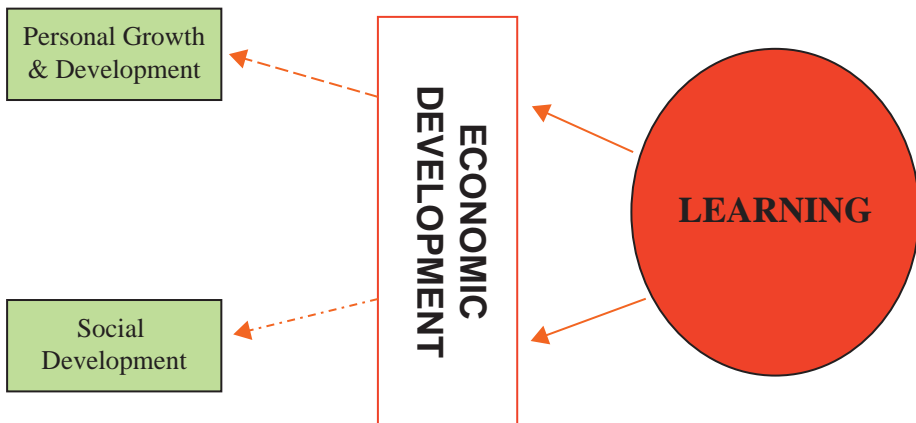 Personal Growth
& Development
ECONOMIC
DEVELOPMENT
LEARNING
Social
Development